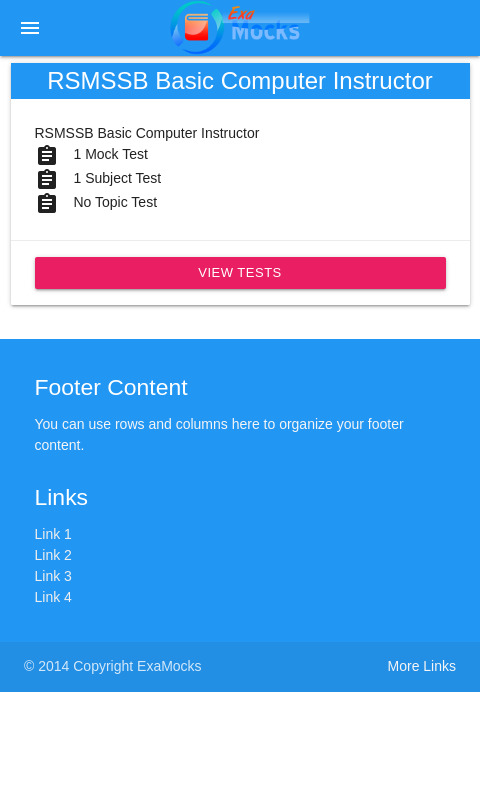 Exa
Mocks
RSMSSB Basic Computer Instructor
RSMSSB Basic Computer Instructor
1 Mock Test
1 Subject Test
No Topic Test
VIEW TESTS
Footer Content
You can use rows and columns here to organize your footer
content.
Links
Link 1
Link 2
Link 3
Link 4
© 2014 Copyright ExaMocks
More Links